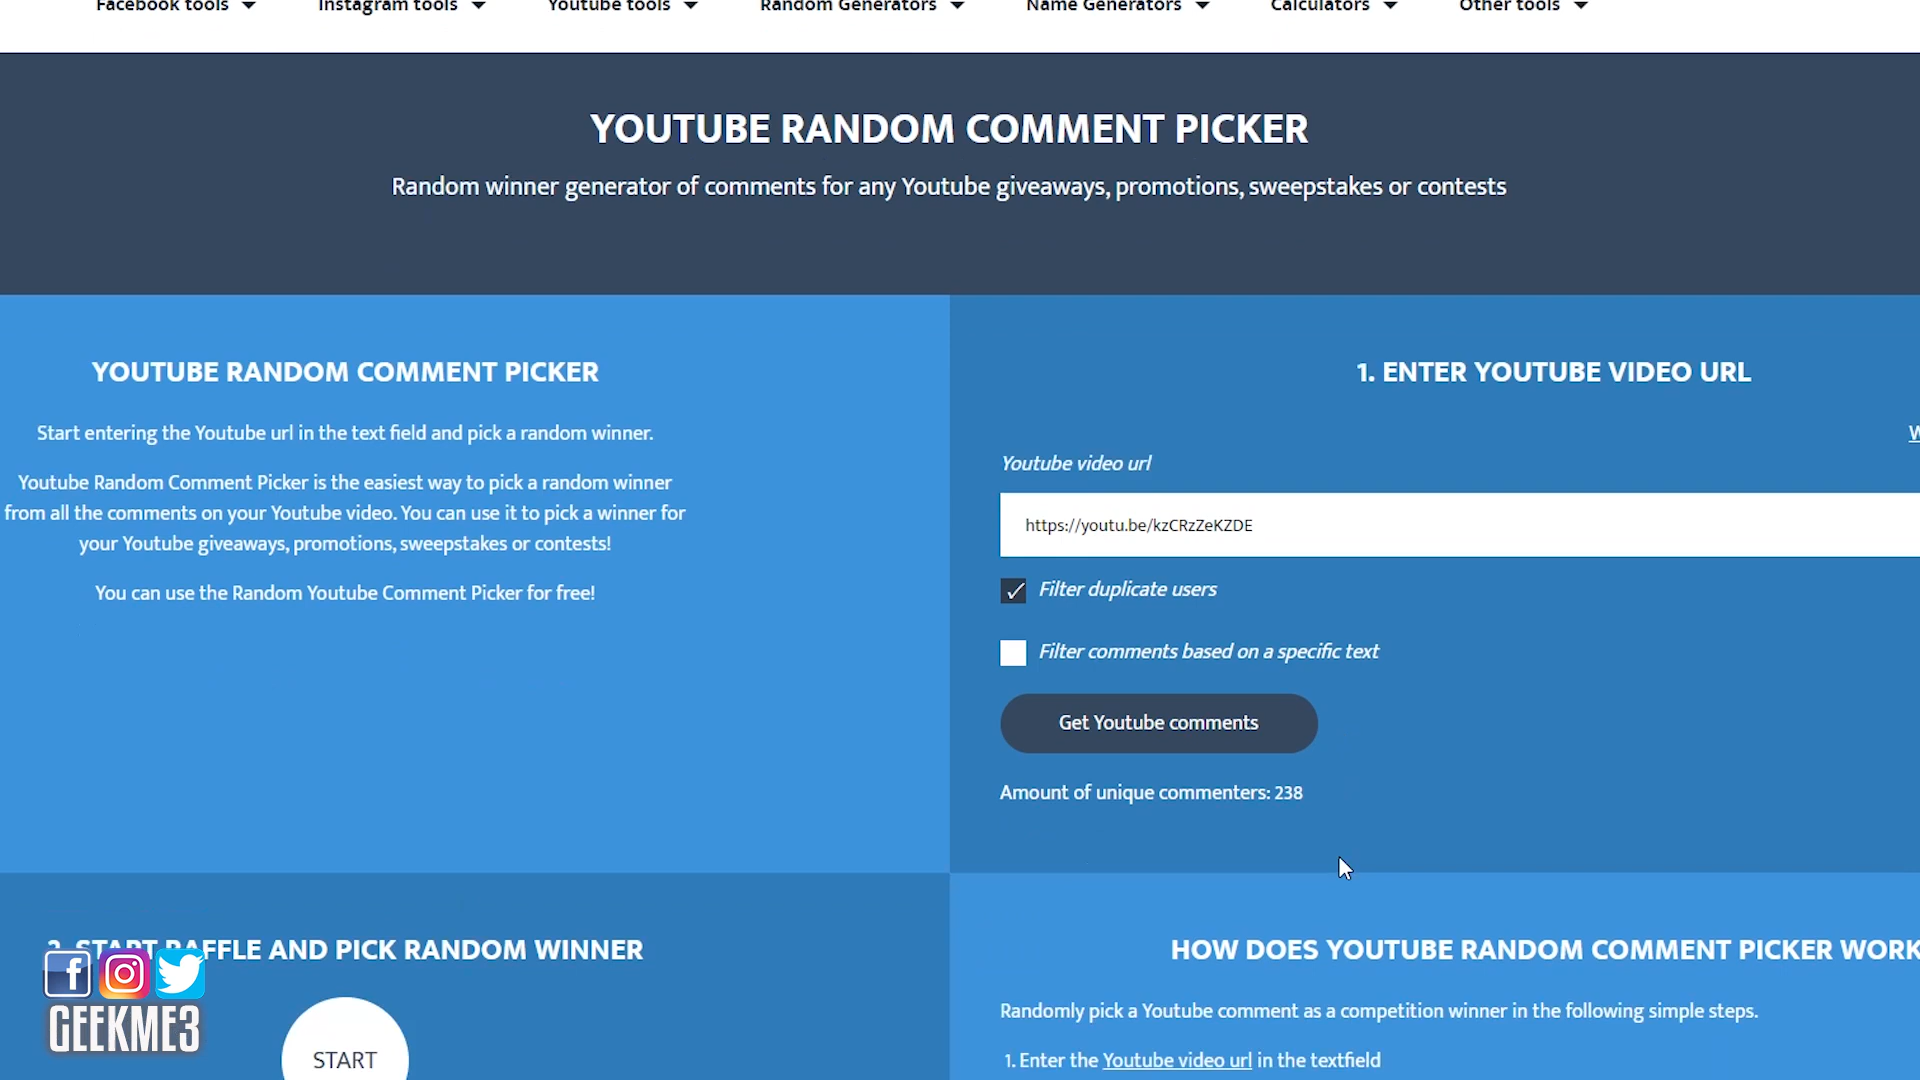 Facebook tools
Instagram tools
Youtube tools
Random Generators
Name Generators
Calculators
Other tools
YOUTUBE RANDOM COMMENT PICKER
Random winner generator of comments for any Youtube giveaways, promotions, sweepstakes or contests
YOUTUBE RANDOM COMMENT PICKER
Start entering the Youtube url in the text field and pick a random winner.
Youtube Random Comment Picker is the easiest way to pick a random winner
from all the comments on your Youtube video. You can use it to pick a winner for
your Youtube giveaways, promotions, sweepstakes or contests!
You can use the Random Youtube Comment Picker for free!
1. ENTER YOUTUBE VIDEO URL
W
Youtube video url
https://youtu.be/kzCRzZeKZDE
Filter duplicate users
Filter comments based on a specific text
Get Youtube comments
Amount of unique commenters: 238
2. START RAFFLE AND PICK RANDOM WINNER
START
HOW DOES YOUTUBE RANDOM COMMENT PICKER WORK
Randomly pick a Youtube comment as a competition winner in the following simple steps.
1. Enter the Youtube video url in the textfield
GEEKME3